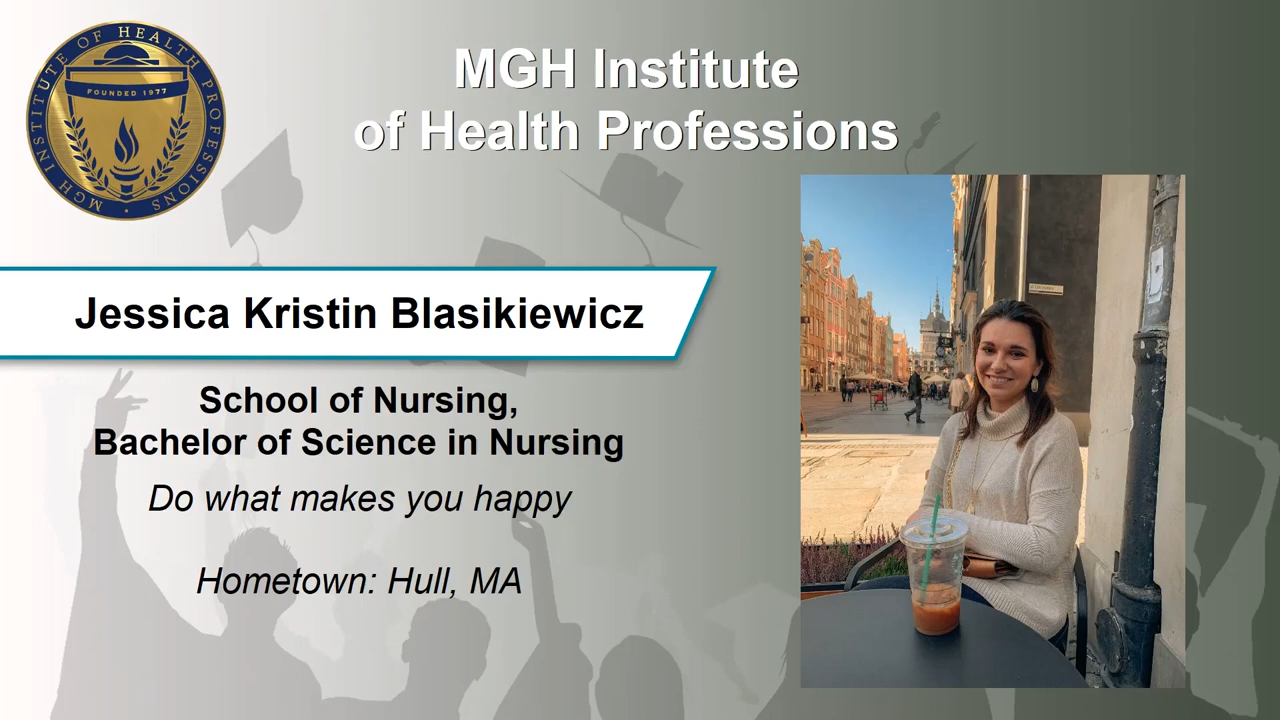 MGH INSTITUTE OF HEALTH PROFESSIONS
FOUNDED 1977
MGH Institute
of Health Professions
Jessica Kristin Blasikiewicz
School of Nursing,
Bachelor of Science in Nursing
Do what makes you happy
Hometown: Hull, MA